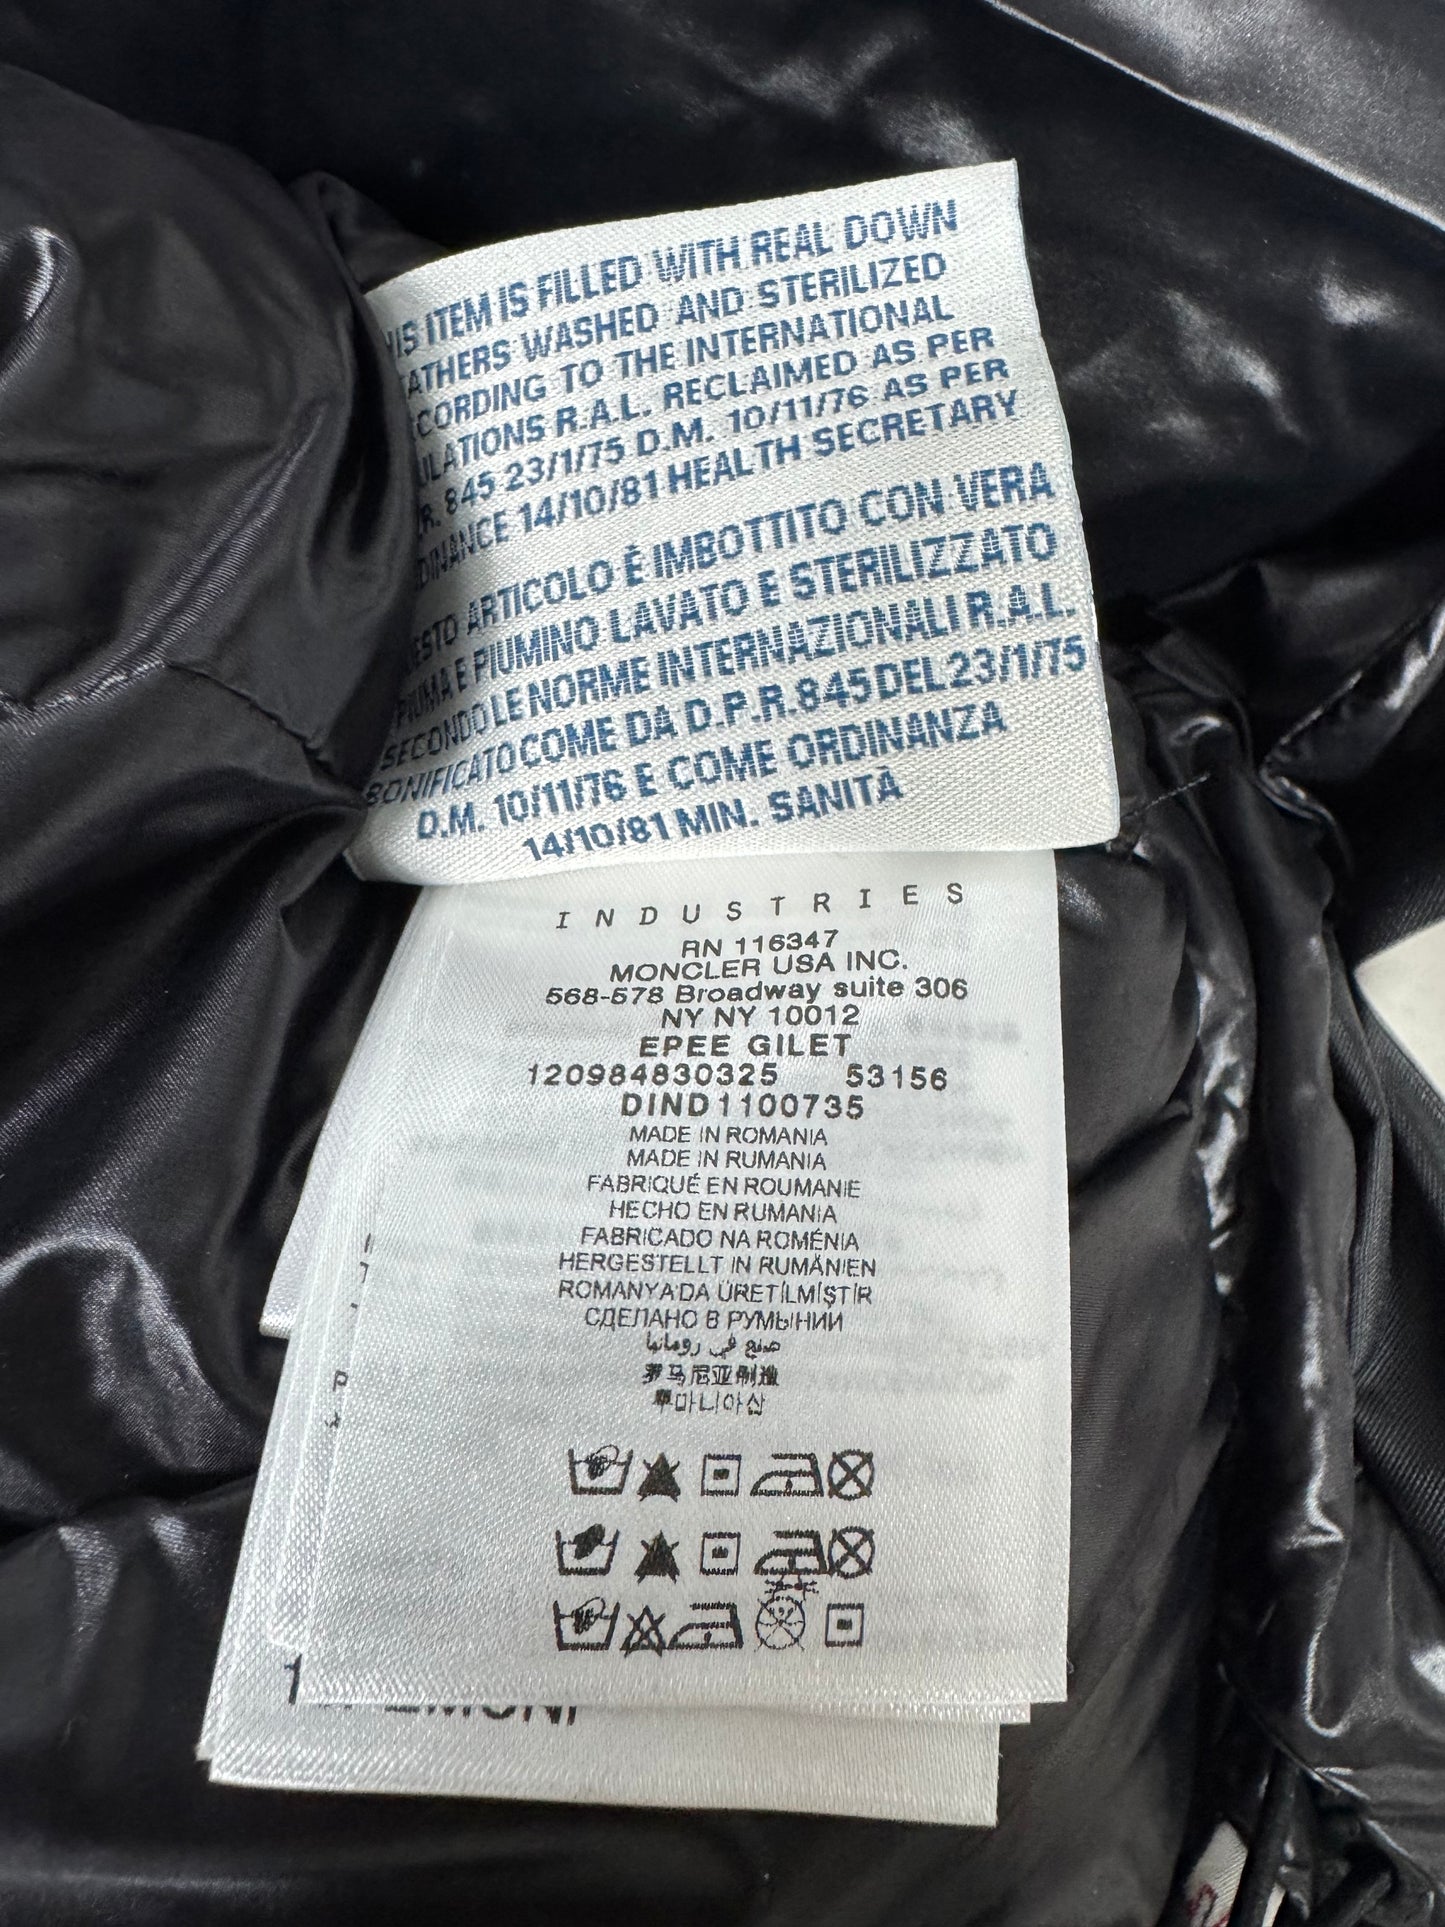 IS ITEM IS FILLED WITH REAL DOWN
ATHERS WASHED AND STERILIZED
CORDING TO THE INTERNATIONAL
ULATIONS R.A.L. RECLAIMED AS PER
R. 845 23/1/75 D.M. 10/11/76 AS PER
DINANCE 14/10/81 HEALTH SECRETARY
ESTO ARTICOLO È IMBOTTITO CON VERA
PIUMA E PIUMINO LAVATO E STERILIZZATO
SECONDO LE NORME INTERNAZIONALI R.A.L.
BONIFICATO COME DA D.P.R. 845 DEL 23/1/75
D.M. 10/11/76 E COME ORDINANZA
14/10/81 MIN. SANITÀ
INDUSTRIES
RN 116347
MONCLER USA INC.
568-578 Broadway suite 306
NY NY 10012
EPEE GILET
120984830325 53156
DIND1100735
MADE IN ROMANIA
MADE IN RUMANIA
FABRIQUÉ EN ROUMANIE
HECHO EN RUMANIA
FABRICADO NA ROMÉNIA
HERGESTELLT IN RUMÄNIEN
ROMANYA'DA ÜRETİLMİŞTİR
СДЕЛАНО В РУМЫНИИ
صنع في رومانيا
罗马尼亚制造
루마니아산